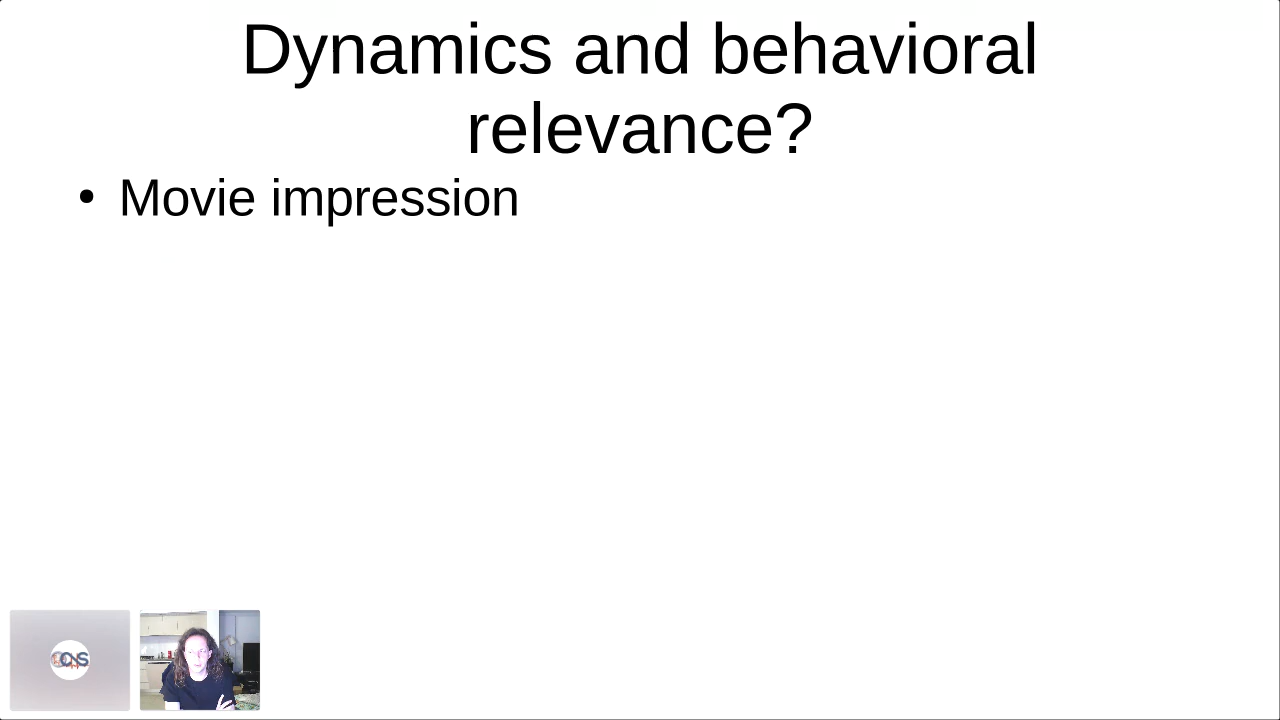 Dynamics and behavioral
relevance?
• Movie impression